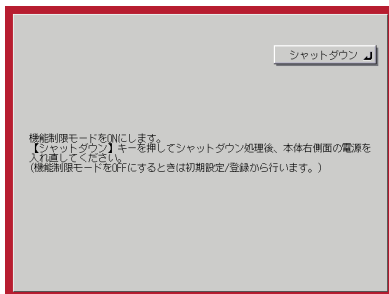 シャットダウン
機能制限モードをONにします。
【シャットダウン】キーを押してシャットダウン処理後、本体右側面の電源を
入れ直してください。
(機能制限モードをOFFにするときは初期設定/登録から行います。)